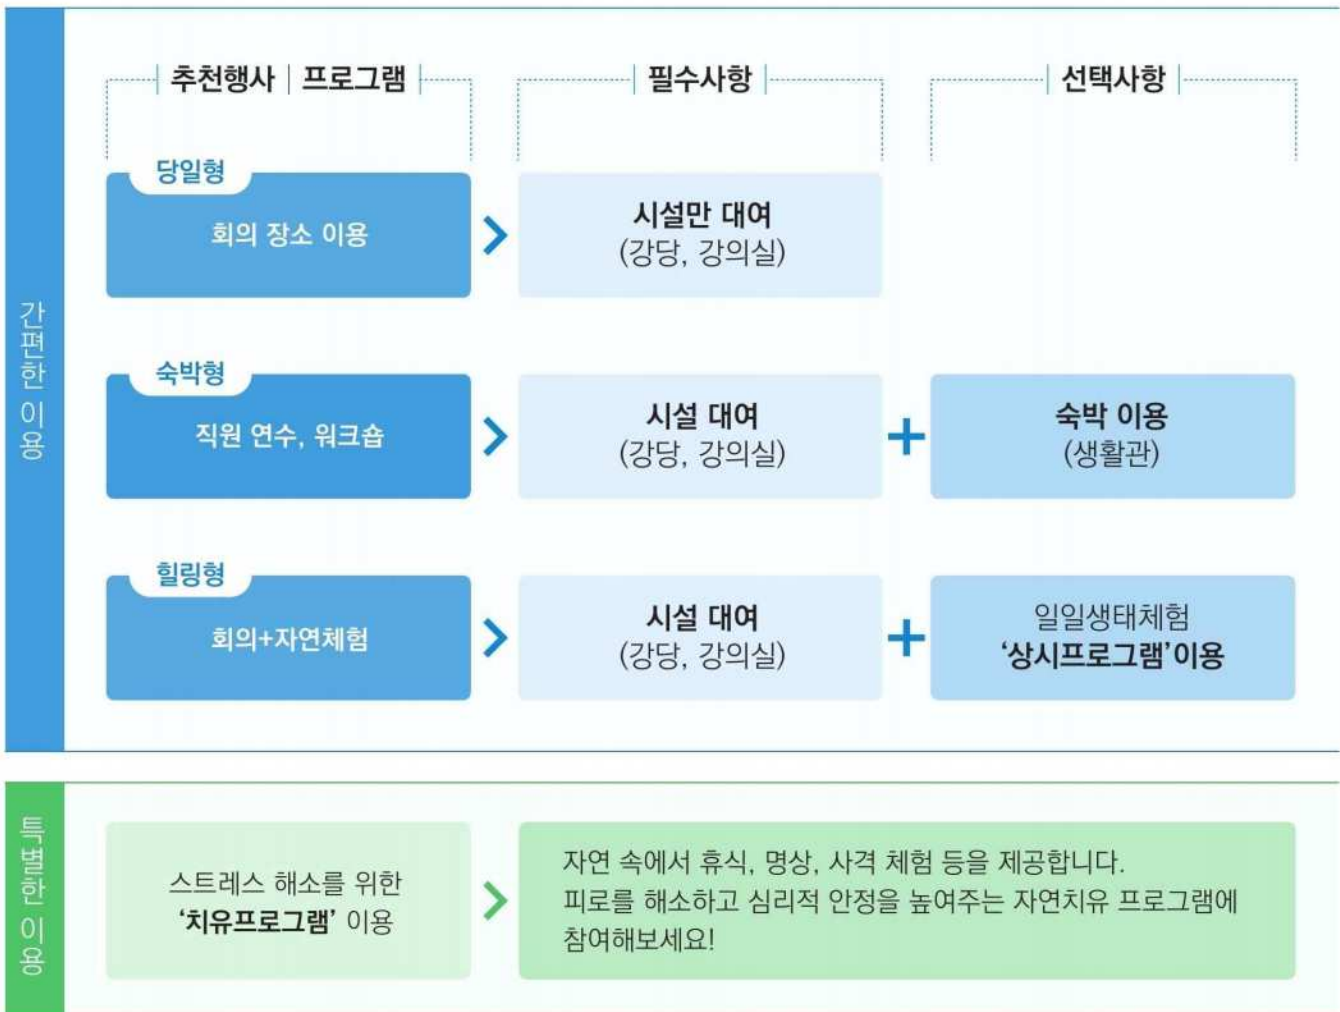 추천행사 | 프로그램
필수사항
선택사항
간편한 이용
당일형
회의 장소 이용
시설만 대여
(강당, 강의실)
숙박형
직원 연수, 워크숍
시설 대여
(강당, 강의실)
숙박 이용
(생활관)
힐링형
회의+자연체험
시설 대여
(강당, 강의실)
일일생태체험
‘상시프로그램’이용
특별한 이용
스트레스 해소를 위한
‘치유프로그램’ 이용
자연 속에서 휴식, 명상, 사격 체험 등을 제공합니다.
피로를 해소하고 심리적 안정을 높여주는 자연치유 프로그램에
참여해보세요!